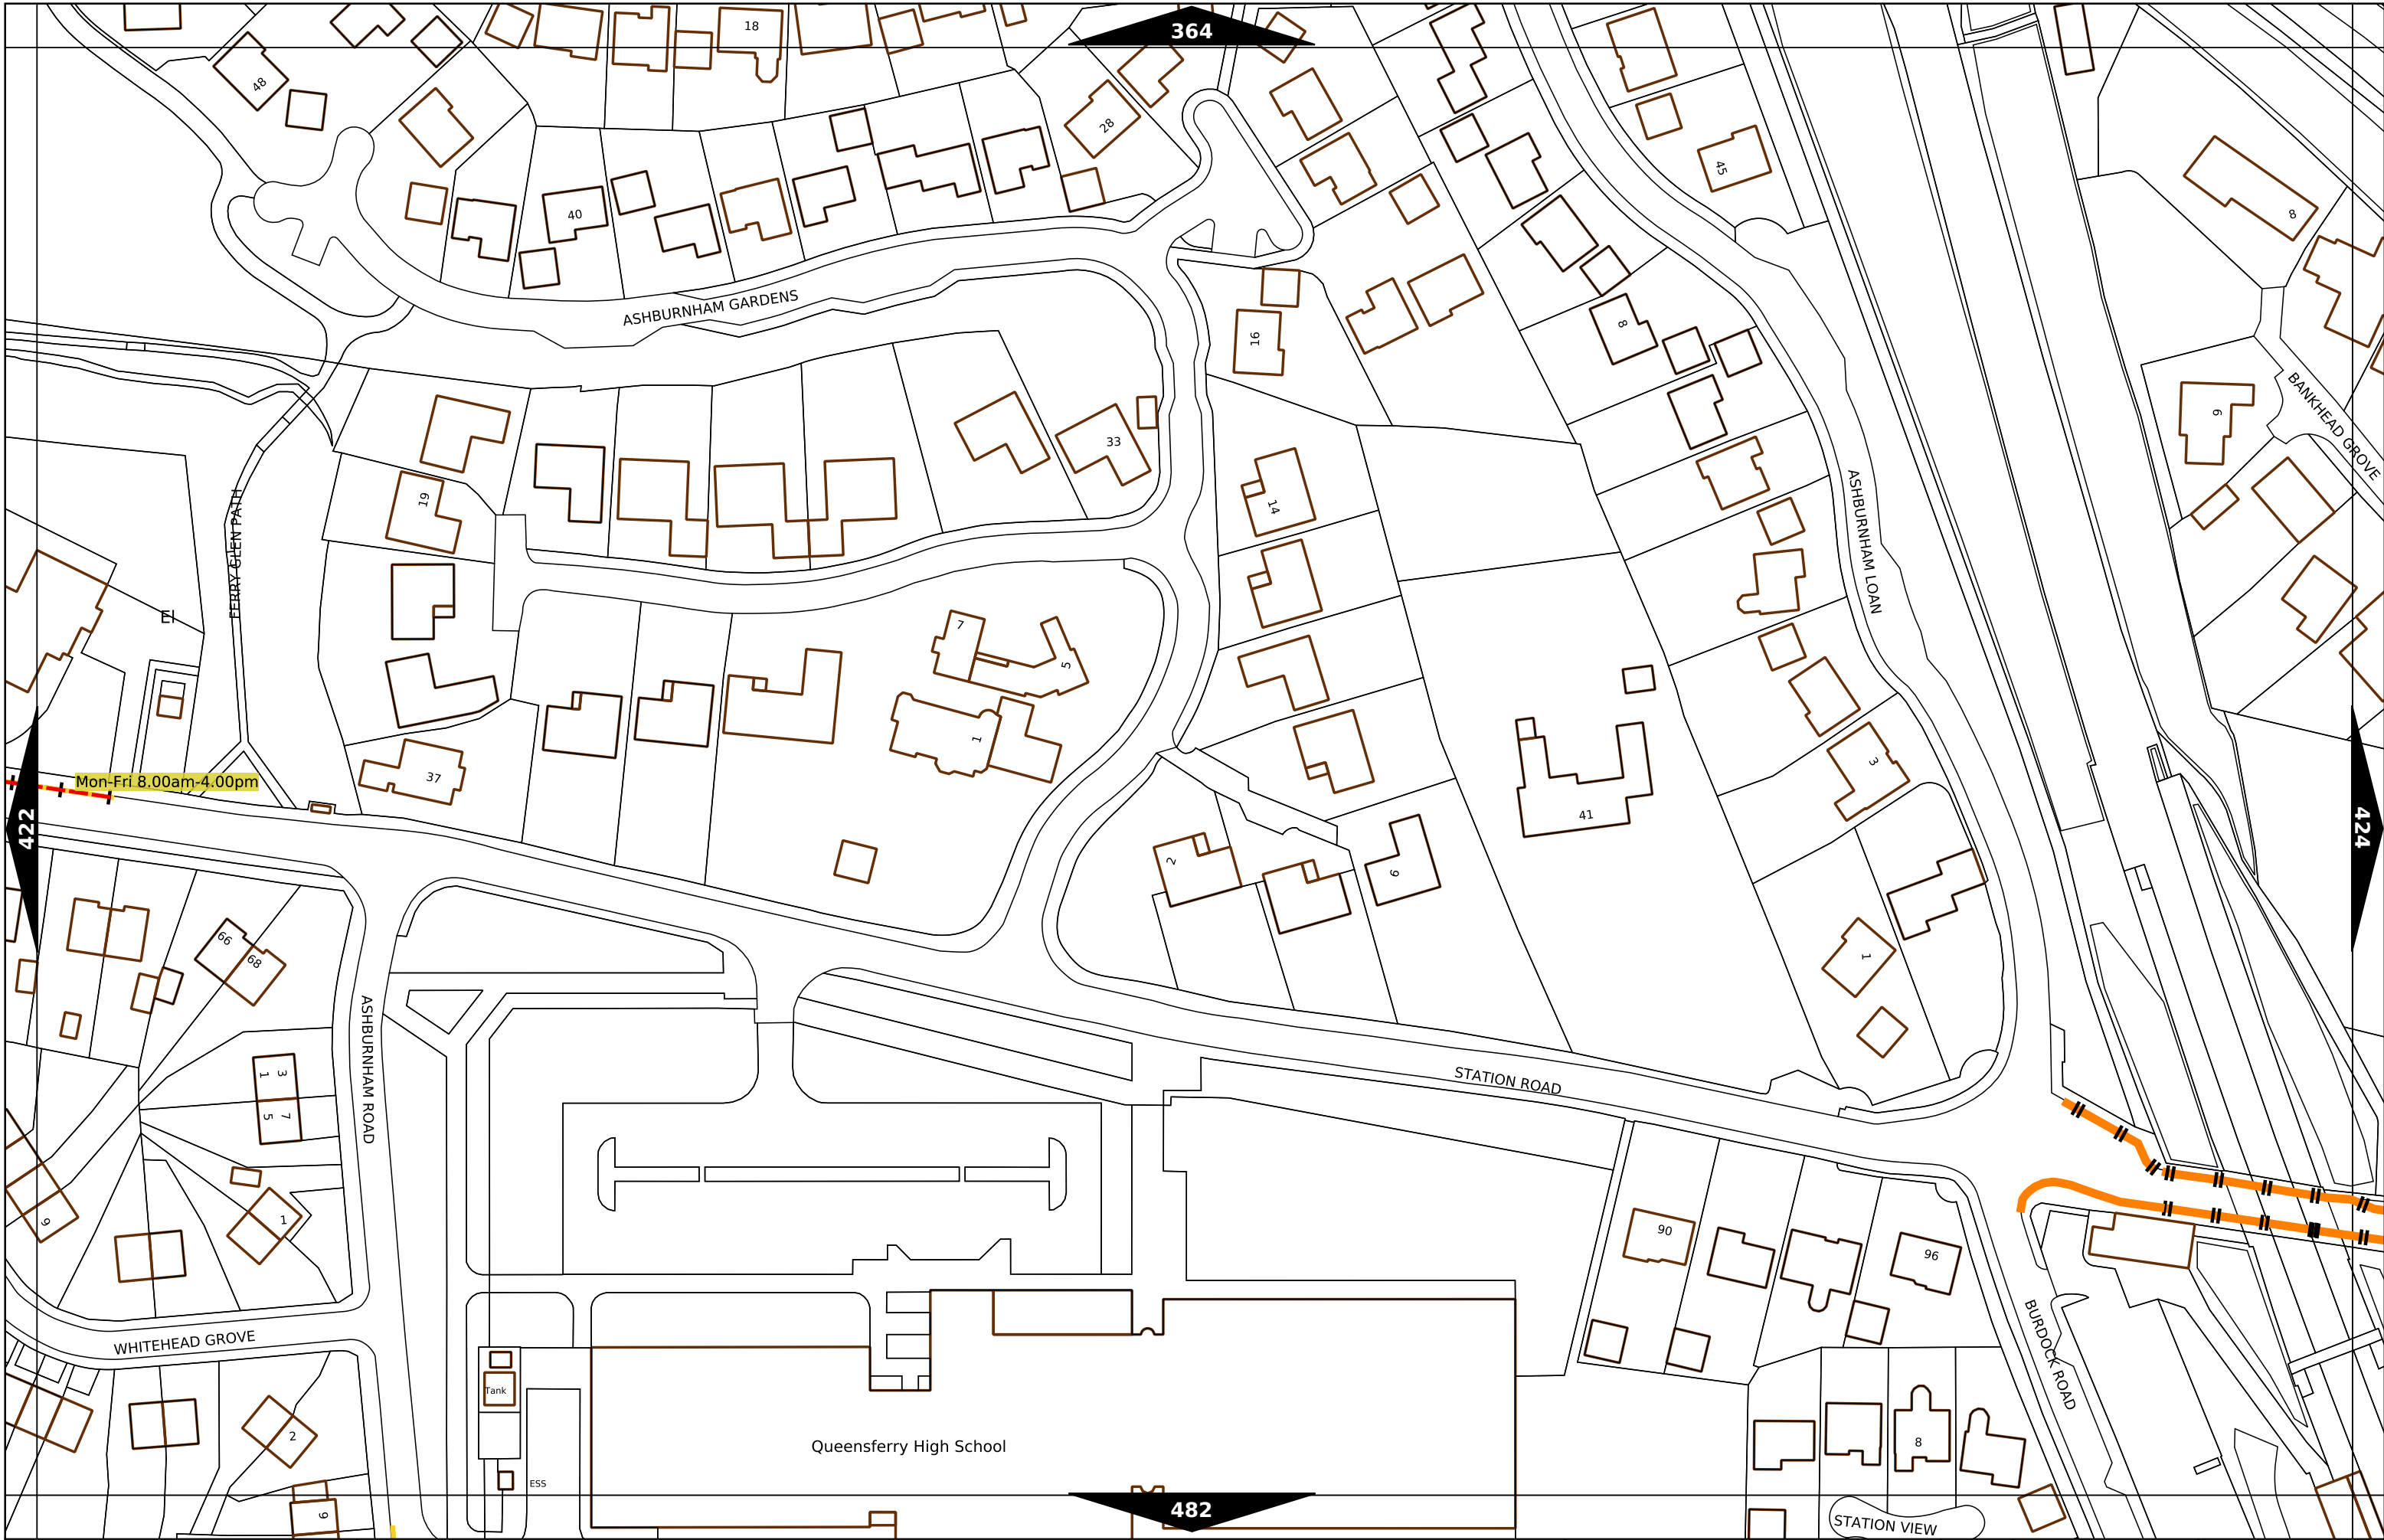 18
364
48
28
45
8
40
ASHBURNHAM GARDENS
16
8
BANKHEAD GROVE
6
33
19
14
ASHBURNHAM LOAN
FERRY GLEN PATH
El
7
5
1
37
3
Mon-Fri 8.00am-4.00pm
422
41
424
2
6
66
68
1
ASHBURNHAM ROAD
1
3
5
7
STATION ROAD
9
1
90
96
WHITEHEAD GROVE
BURDOCK ROAD
Tank
2
Queensferry High School
8
ESS
9
482
STATION VIEW